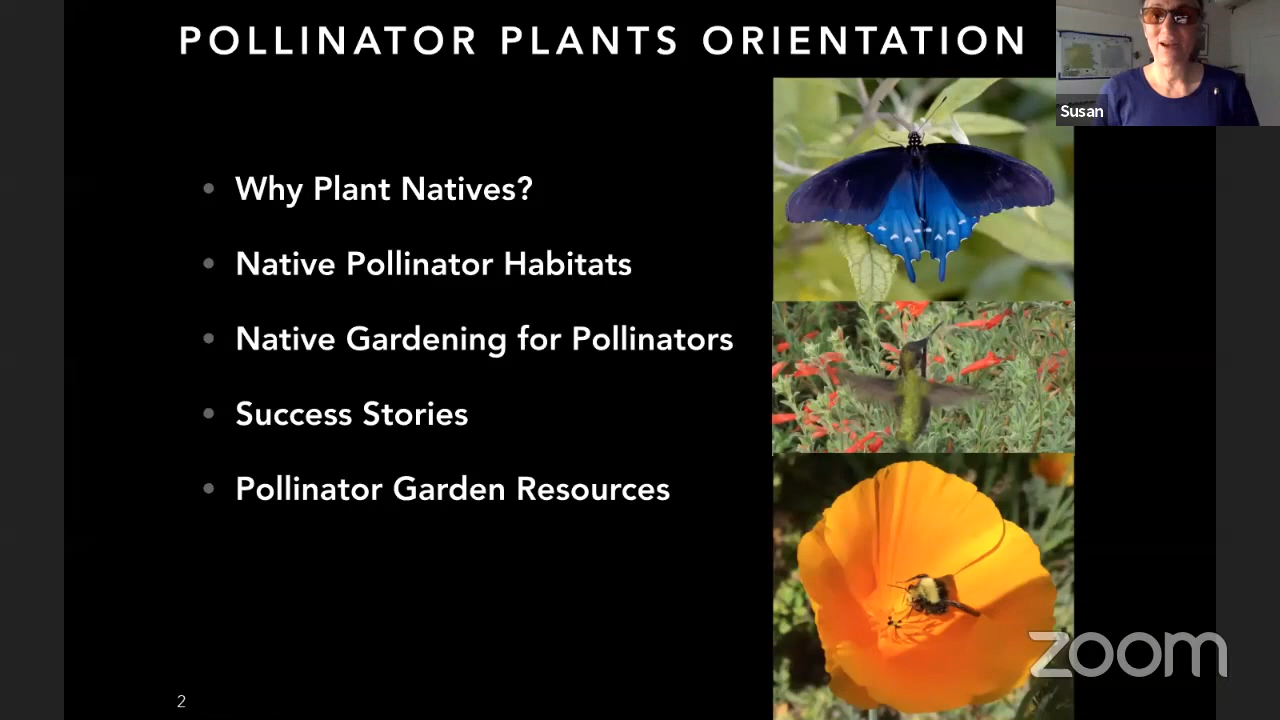 POLLINATOR PLANTS ORIENTATION
Susan
• Why Plant Natives?
• Native Pollinator Habitats
• Native Gardening for Pollinators
• Success Stories
• Pollinator Garden Resources
zoom
2